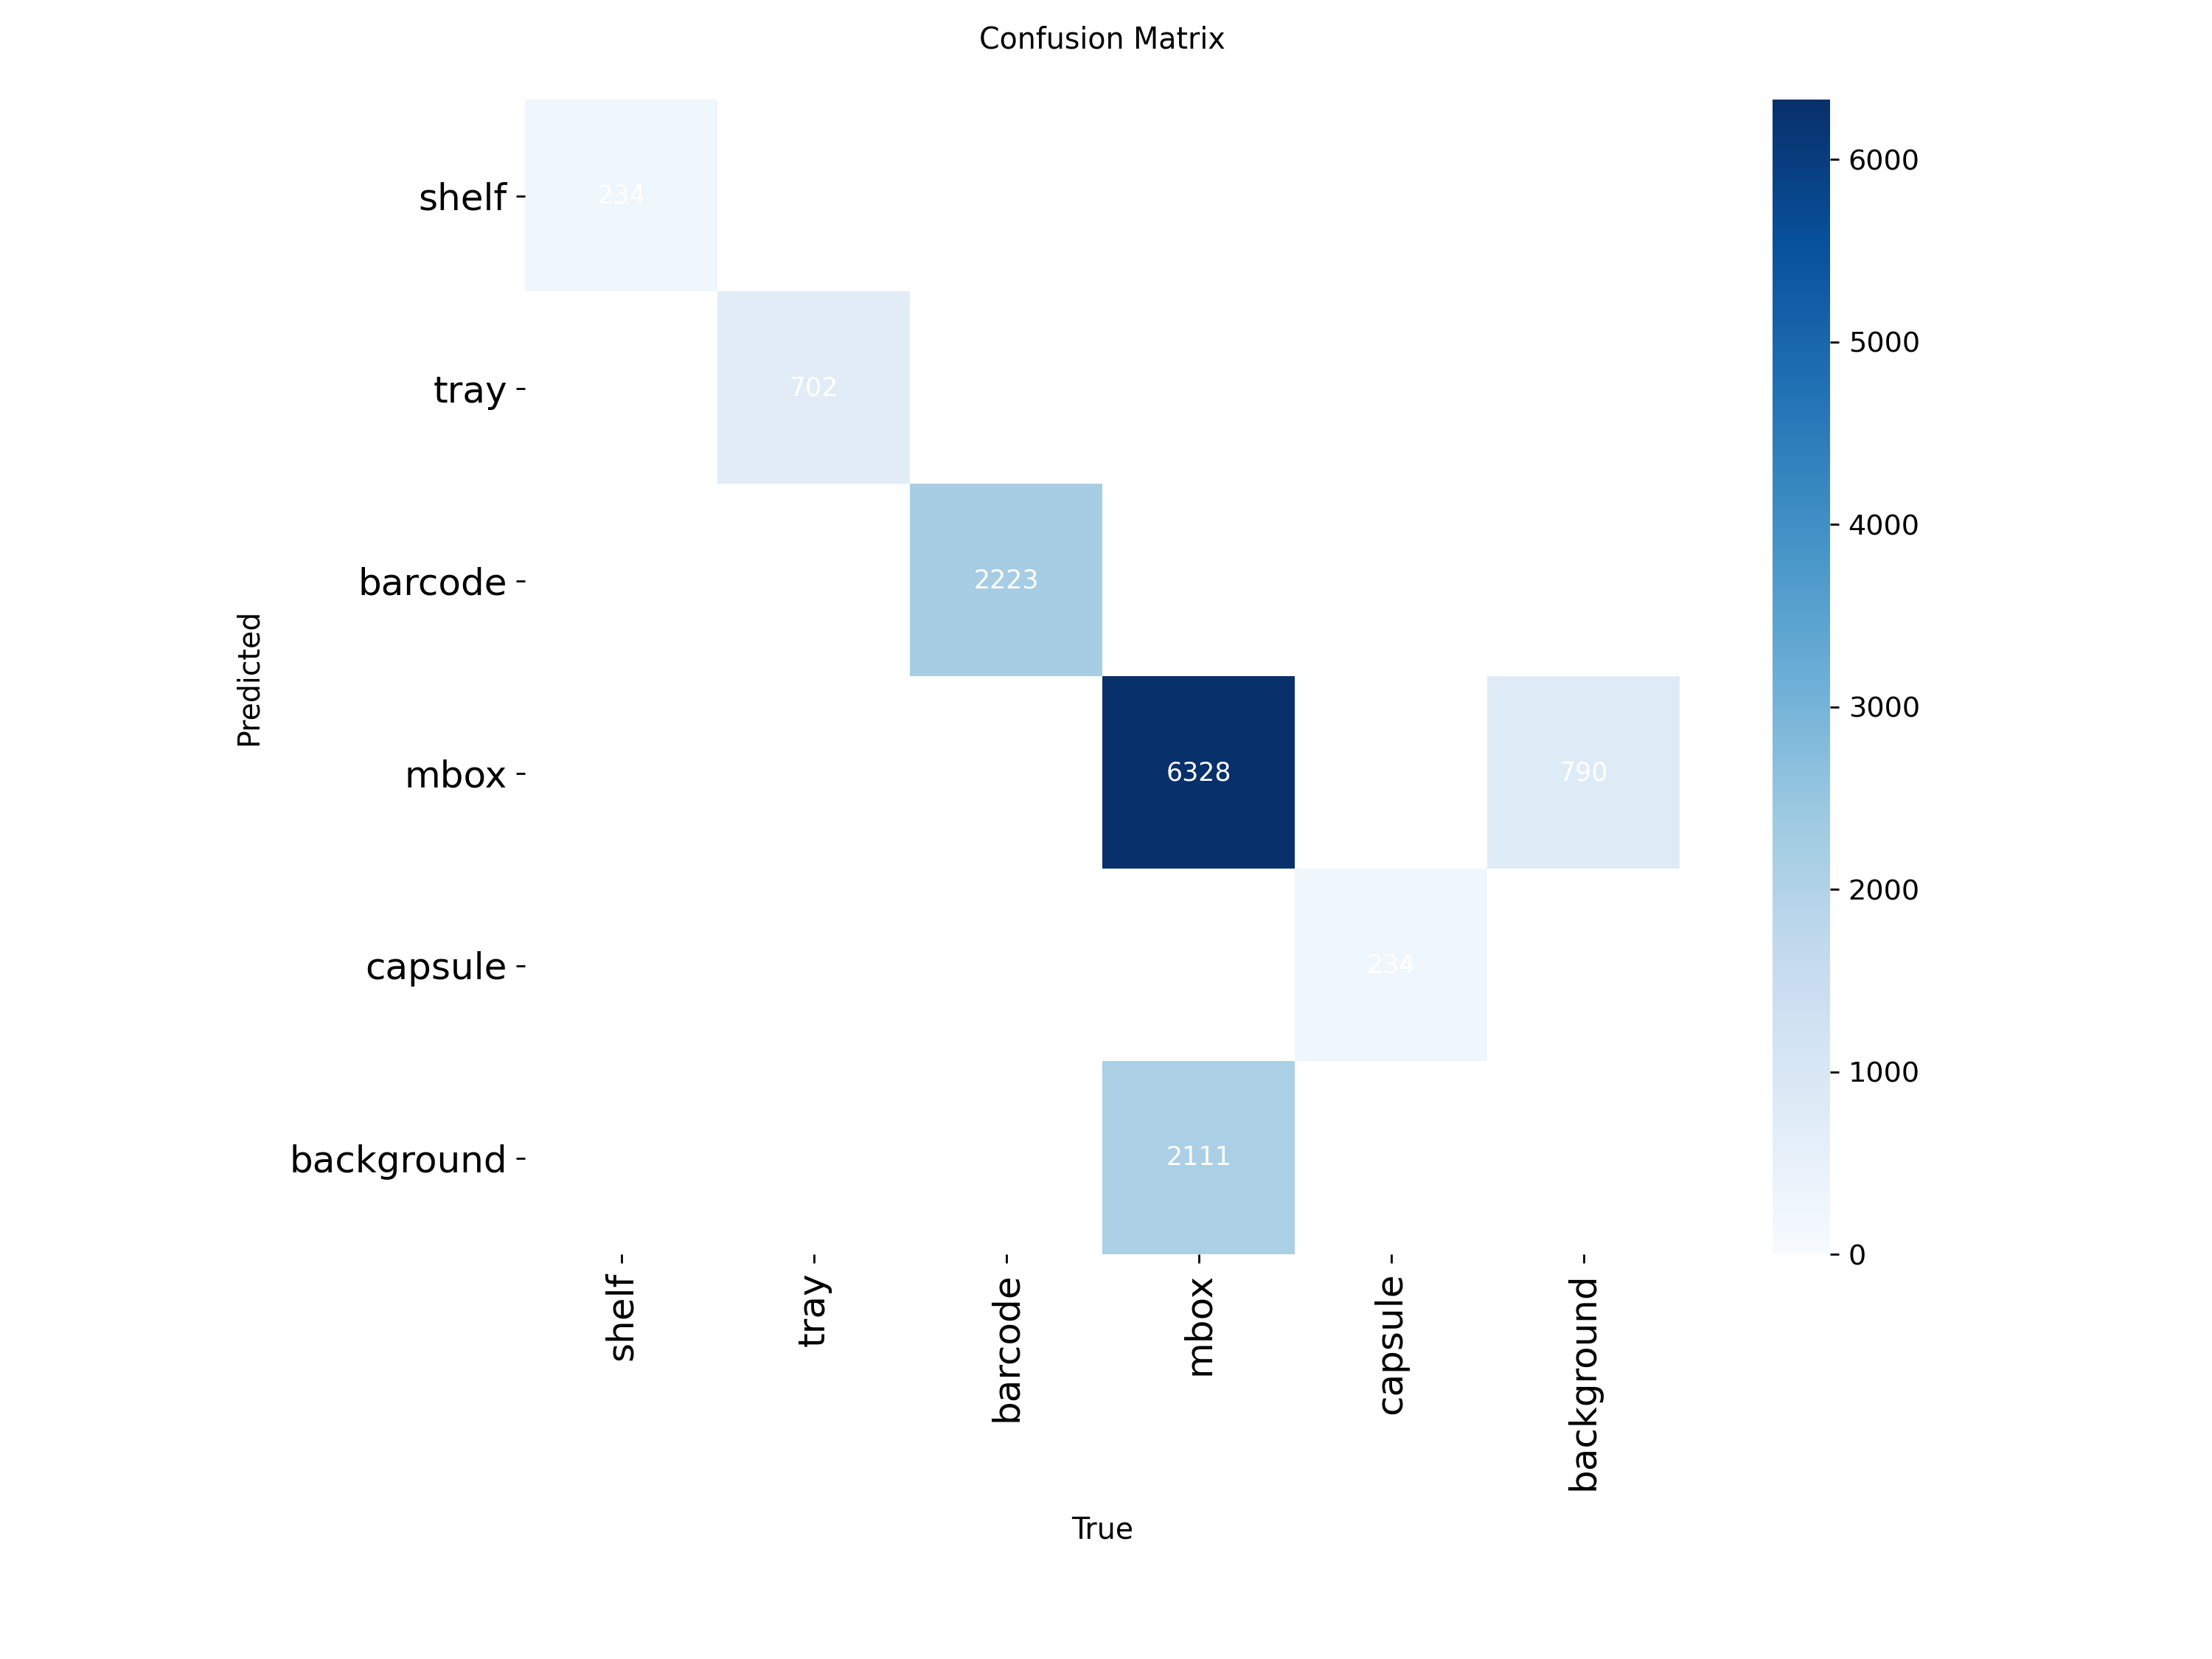 Confusion Matrix
Predicted
shelf
tray
barcode
mbox
capsule
background
234
702
2223
6328 790
234
2111
6000
5000
4000
3000
2000
1000
0
shelf
tray
barcode
mbox
capsule
background
True